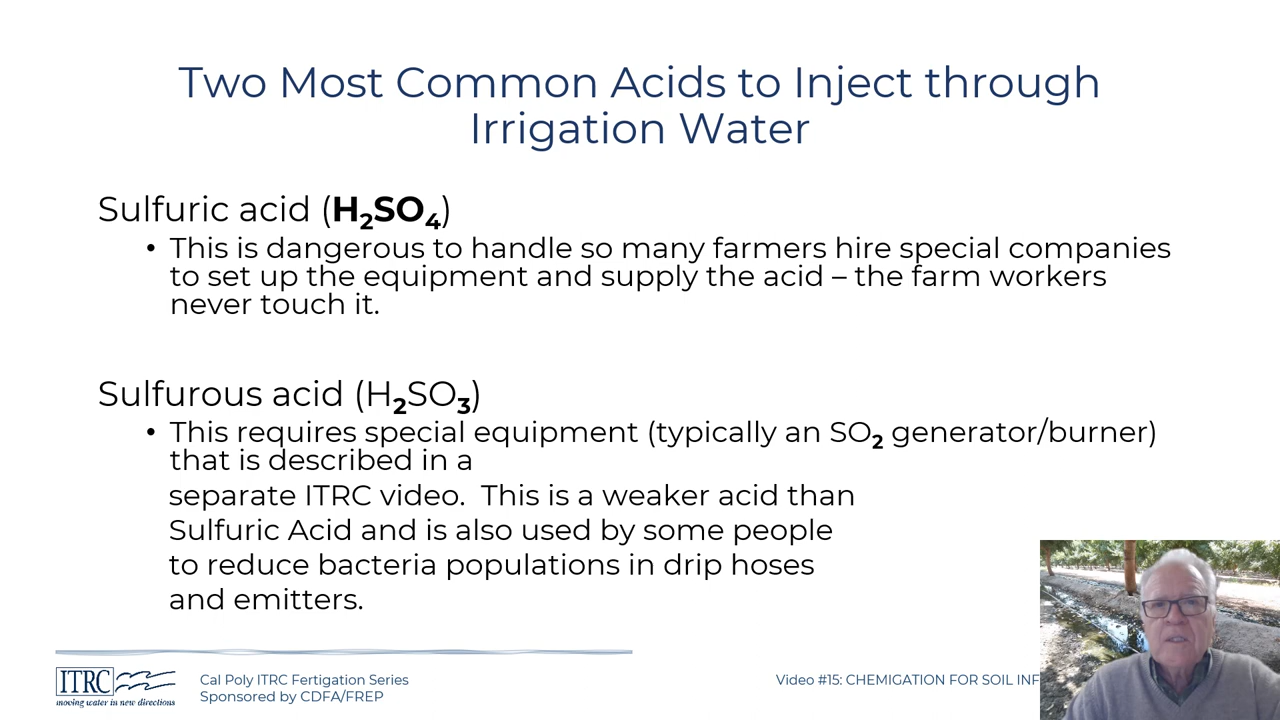 Two Most Common Acids to Inject through
Irrigation Water
Sulfuric acid (H₂SO₄)
• This is dangerous to handle so many farmers hire special companies
to set up the equipment and supply the acid – the farm workers
never touch it.
Sulfurous acid (H₂SO₃)
• This requires special equipment (typically an SO₂ generator/burner)
that is described in a
separate ITRC video.  This is a weaker acid than
Sulfuric Acid and is also used by some people
to reduce bacteria populations in drip hoses
and emitters.
ITRC
moving water in new directions
Cal Poly ITRC Fertigation Series
Sponsored by CDFA/FREP
Video #15: CHEMIGATION FOR SOIL INF